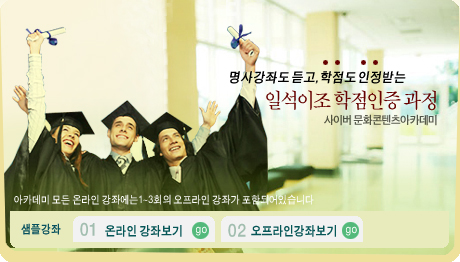 명사강좌도 듣고, 학점도 인정받는
일석이조 학점인증 과정
사이버 문화콘텐츠아카데미
아카데미 모든 온라인 강좌에는 1~3회의 오프라인 강좌가 포함되어있습니다
샘플강좌 01 온라인 강좌보기 go 02 오프라인강좌보기 go